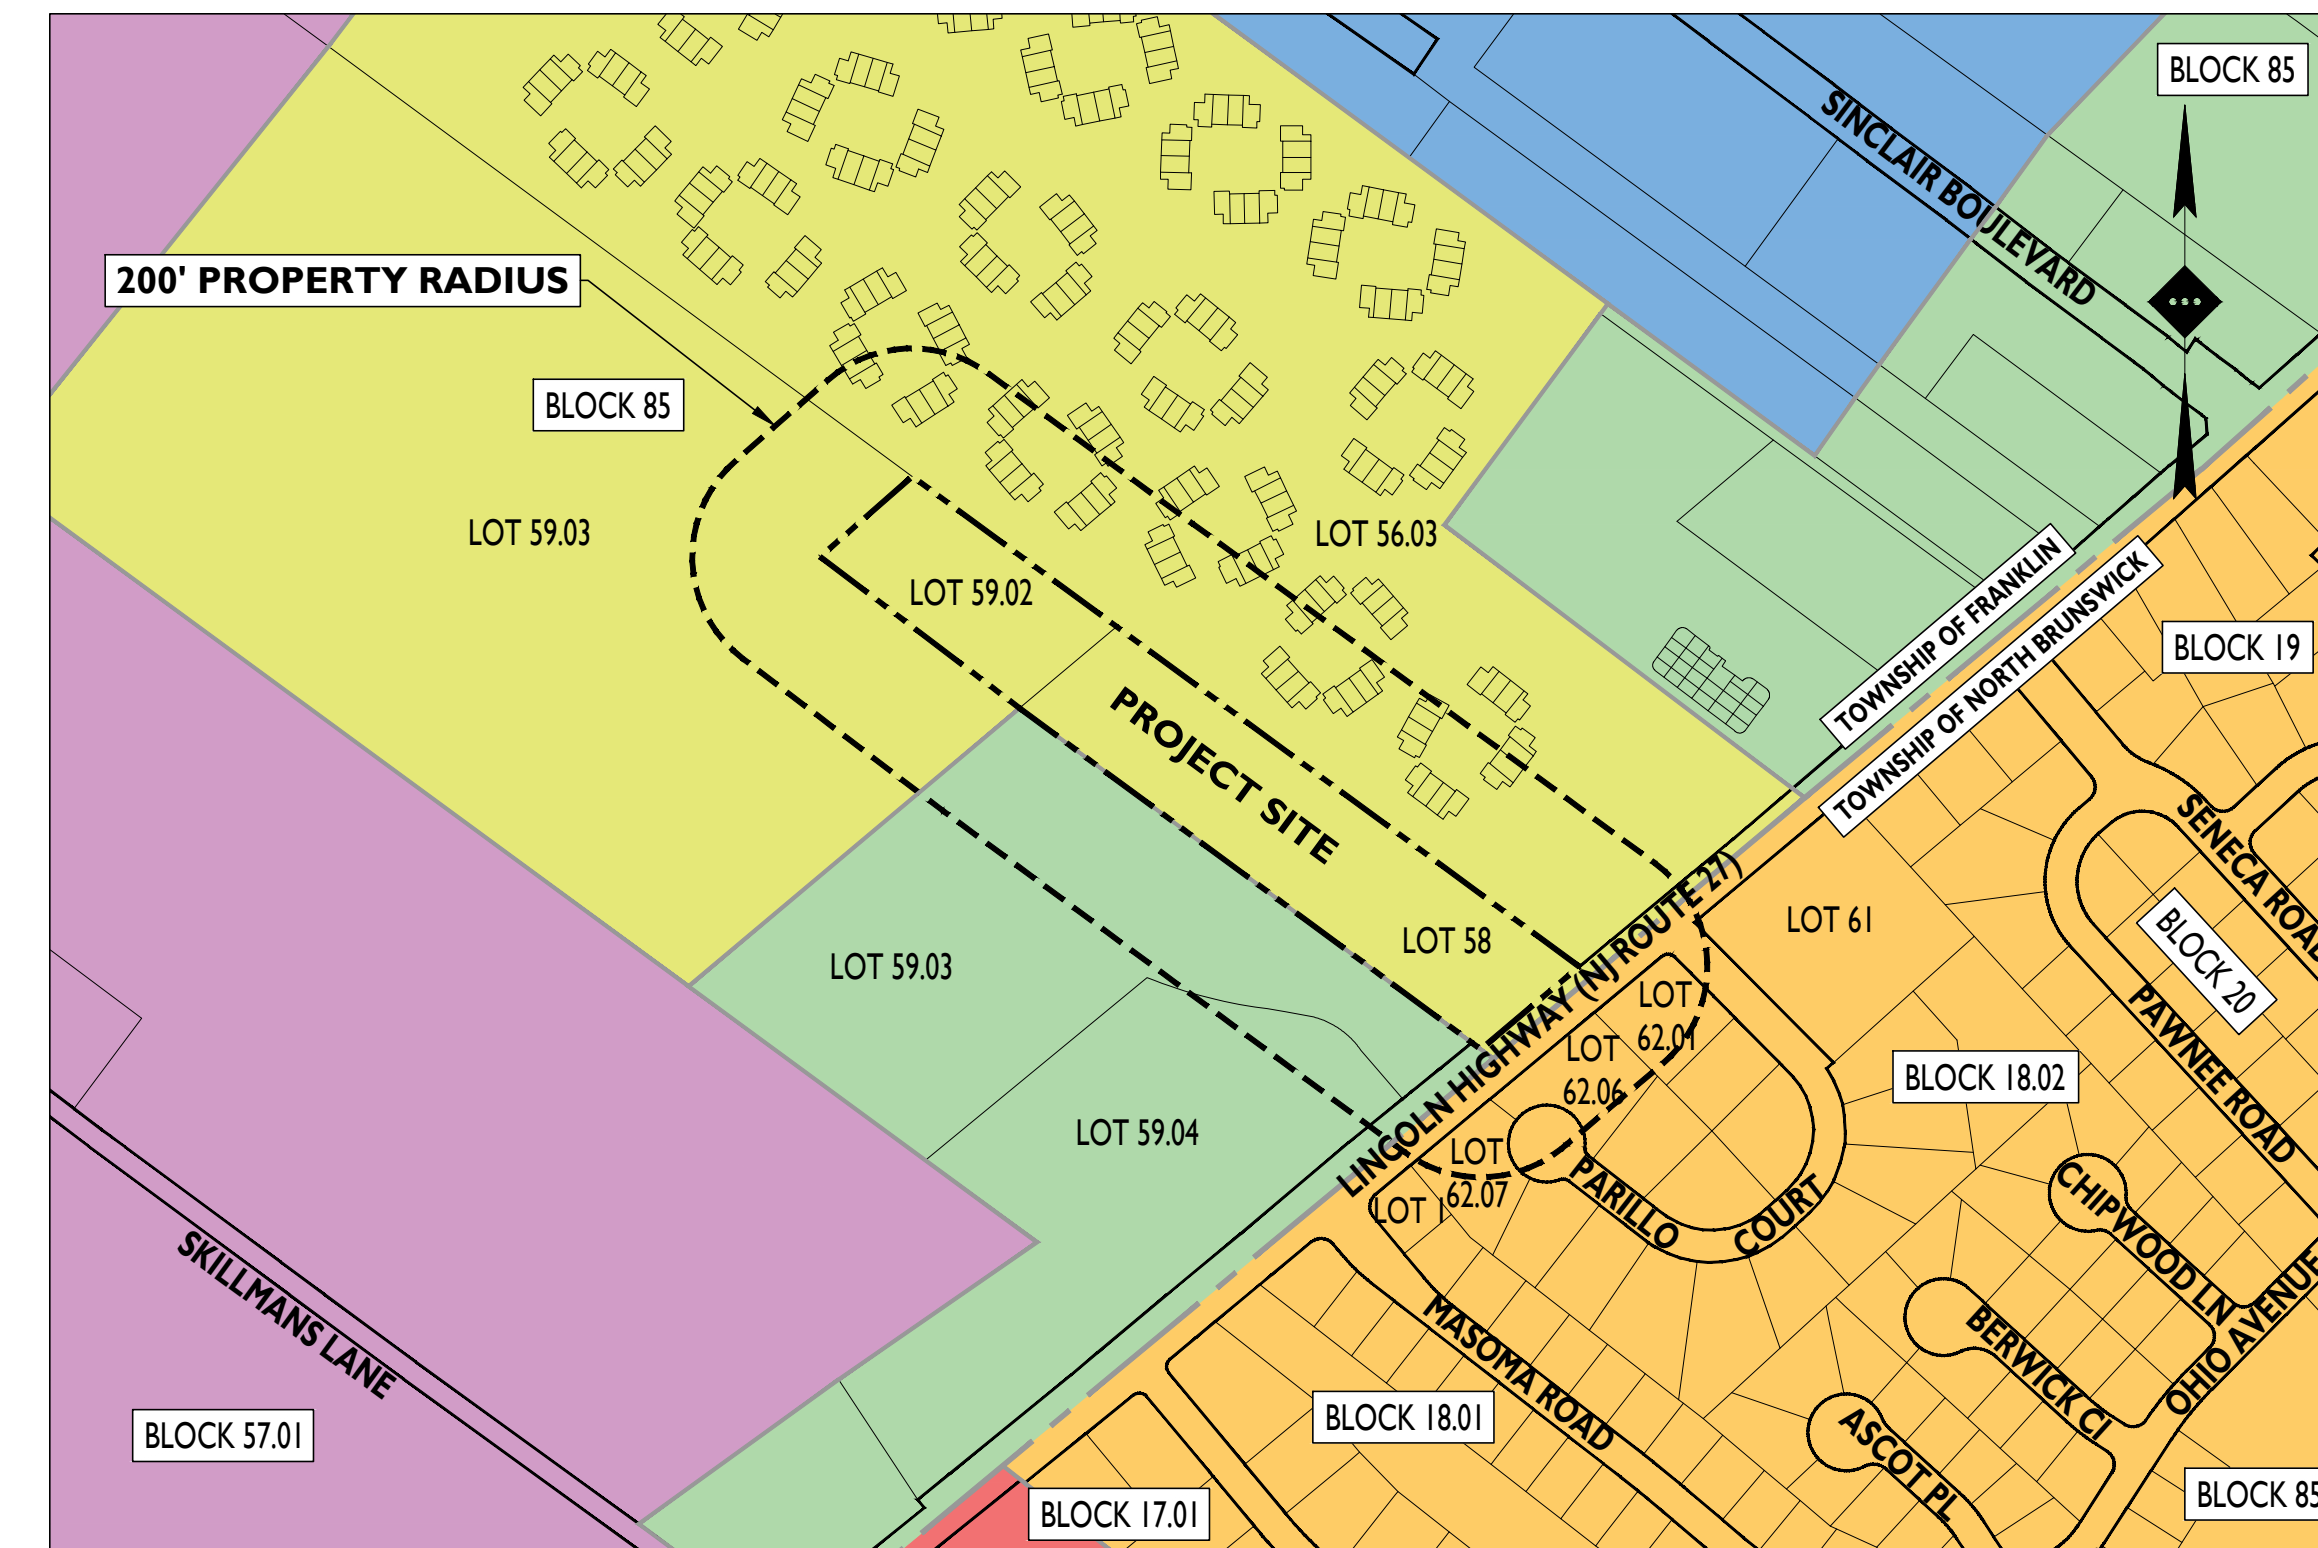 BLOCK 85
SINCLAIR BOULEVARD
200' PROPERTY RADIUS
BLOCK 85
LOT 59.03
LOT 56.03
LOT 59.02
TOWNSHIP OF FRANKLIN
TOWNSHIP OF NORTH BRUNSWICK
BLOCK 19
PROJECT SITE
SENECA ROAD
LOT 58
LOT 61
LINCOLN HIGHWAY (NJ ROUTE 27)
BLOCK 20
LOT 59.03
LOT
62.01
LOT
62.06
PAWNEE ROAD
BLOCK 18.02
LOT 59.04
LOT
62.07
LOT 1
PARILLO
COURT
CHIPWOOD LN
SKILLMANS LANE
MASOMA ROAD
BERWICK CI
OHIO AVENUE
BLOCK 57.01
BLOCK 18.01
ASCOT PL
BLOCK 17.01
BLOCK 85